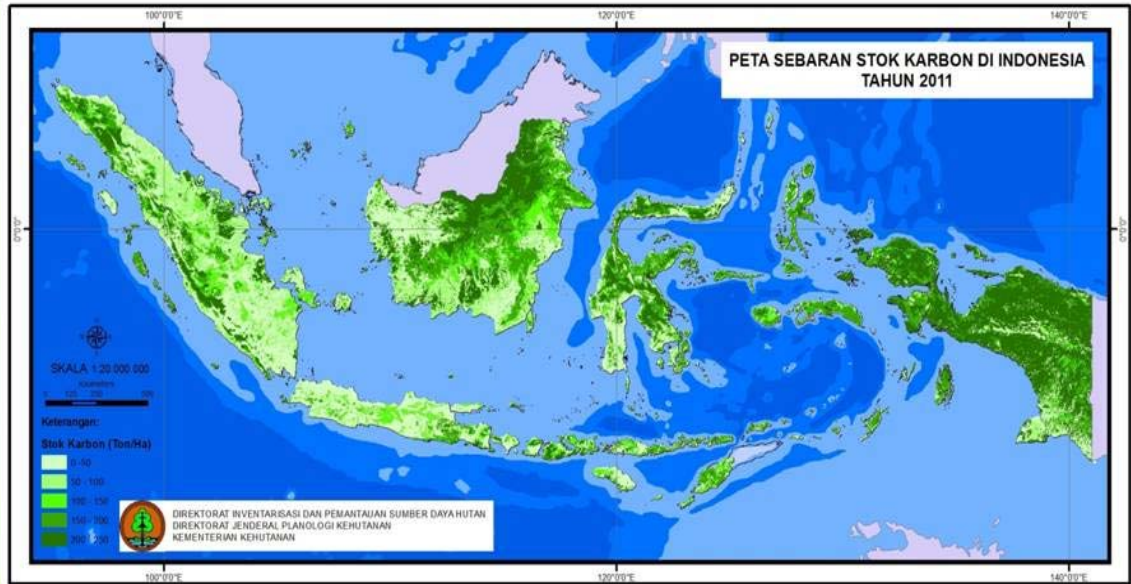 100°0'0"E 120°0'0"E 140°0'0"E
PETA SEBARAN STOK KARBON DI INDONESIA
TAHUN 2011
0°0'0" 0°0'0"
SKALA 1:20.000.000
Kilometers
Keterangan:
Stok Karbon (Ton/Ha)
0 -50
50 - 100
100 - 150
150 - 200
200 - 250
DIREKTORAT INVENTARISASI DAN PEMANTAUAN SUMBER DAYA HUTAN
DIREKTORAT JENDERAL PLANOLOGI KEHUTANAN
KEMENTERIAN KEHUTANAN
100°0'0"E 120°0'0"E 140°0'0"E